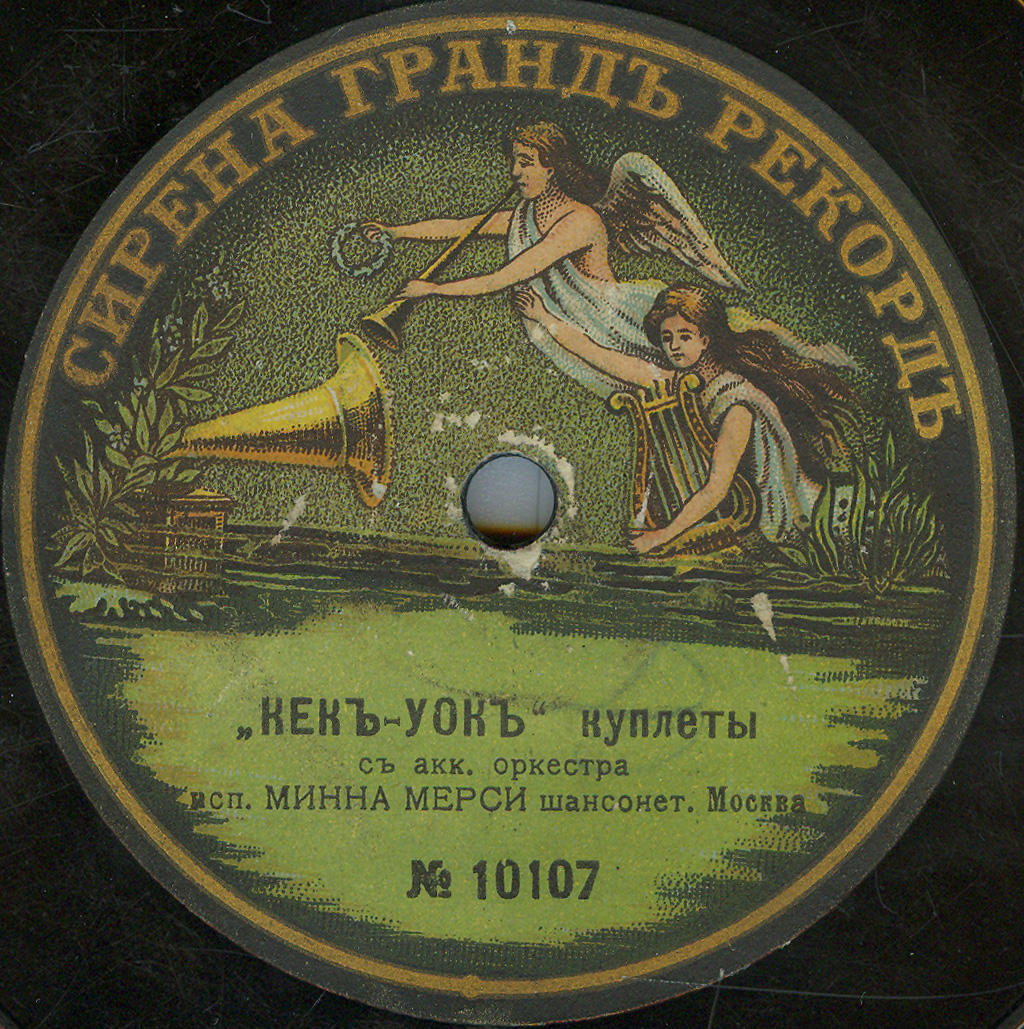 СИРЕНА ГРАНДЪ РЕКОРДЪ
„КЕКЪ-УОКЪ“ куплеты
съ акк. оркестра
исп. МИННА МЕРСИ шансонет. Москва
№ 10107